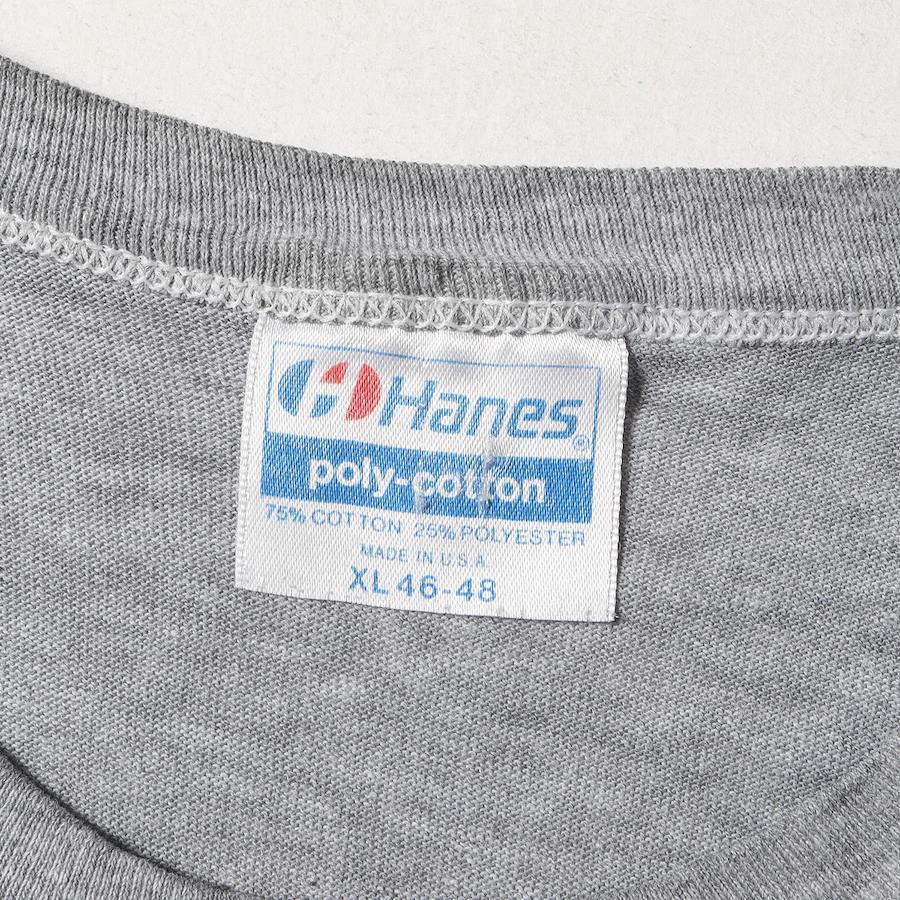 Hanes®
poly-cotton
75% COTTON 25% POLYESTER
MADE IN U.S.A
XL 46-48